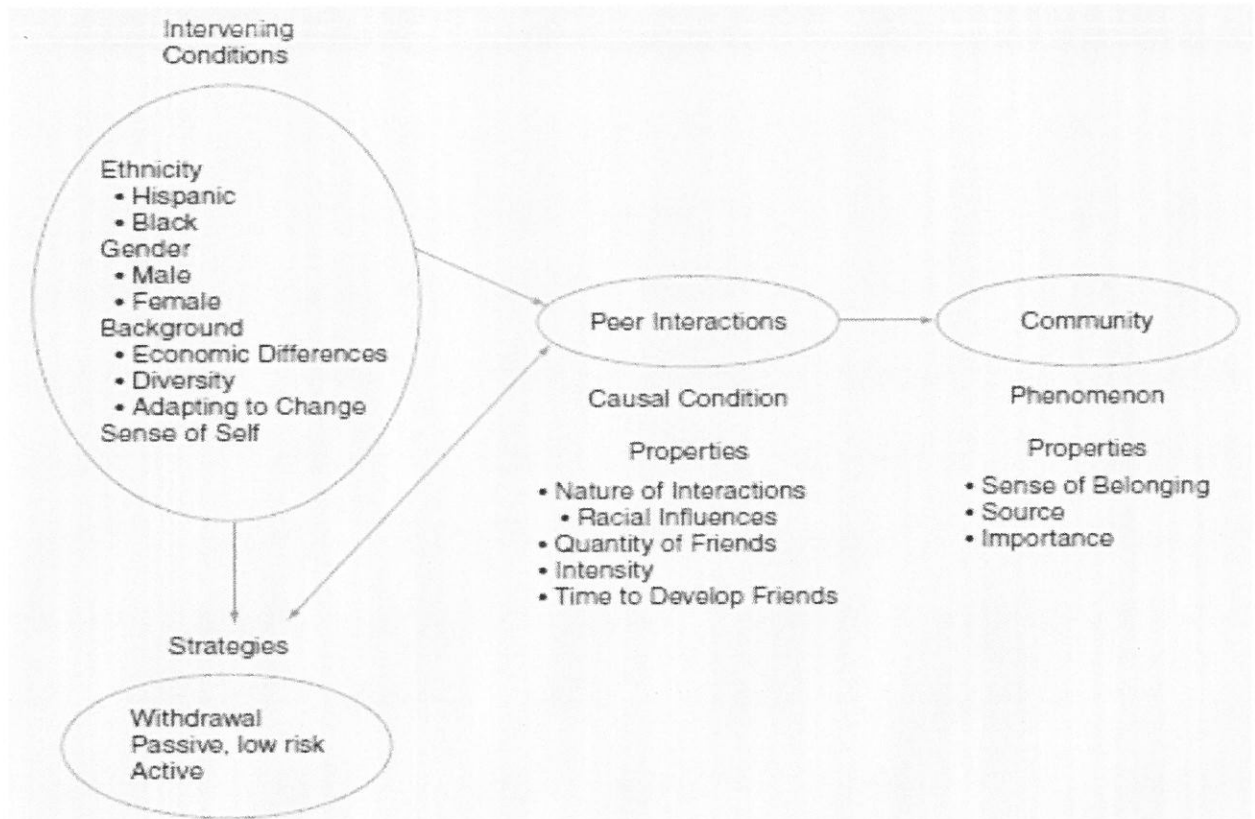 Intervening
Conditions
Ethnicity
• Hispanic
• Black
Gender
• Male
• Female
Background
• Economic Differences
• Diversity
• Adapting to Change
Sense of Self
Strategies
Withdrawal
Passive, low risk
Active
Peer Interactions
Causal Condition
Properties
• Nature of Interactions
• Racial Influences
• Quantity of Friends
• Intensity
• Time to Develop Friends
Community
Phenomenon
Properties
• Sense of Belonging
• Source
• Importance